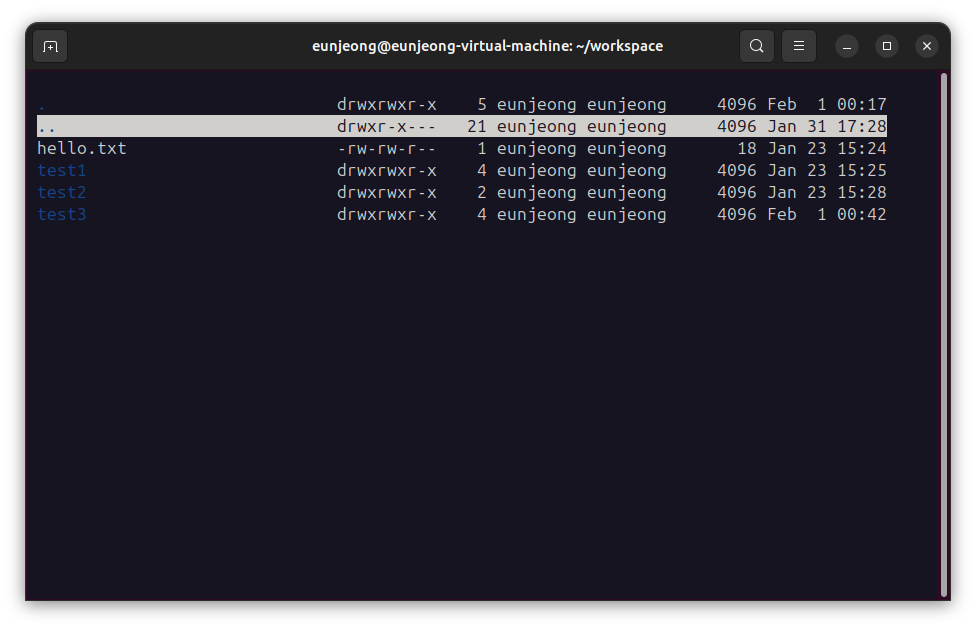 eunjeong@eunjeong-virtual-machine: ~/workspace
. drwxrwxr-x 5 eunjeong eunjeong 4096 Feb 1 00:17
.. drwxr-x--- 21 eunjeong eunjeong 4096 Jan 31 17:28
hello.txt -rw-rw-r-- 1 eunjeong eunjeong 18 Jan 23 15:24
test1 drwxrwxr-x 4 eunjeong eunjeong 4096 Jan 23 15:25
test2 drwxrwxr-x 2 eunjeong eunjeong 4096 Jan 23 15:28
test3 drwxrwxr-x 4 eunjeong eunjeong 4096 Feb 1 00:42